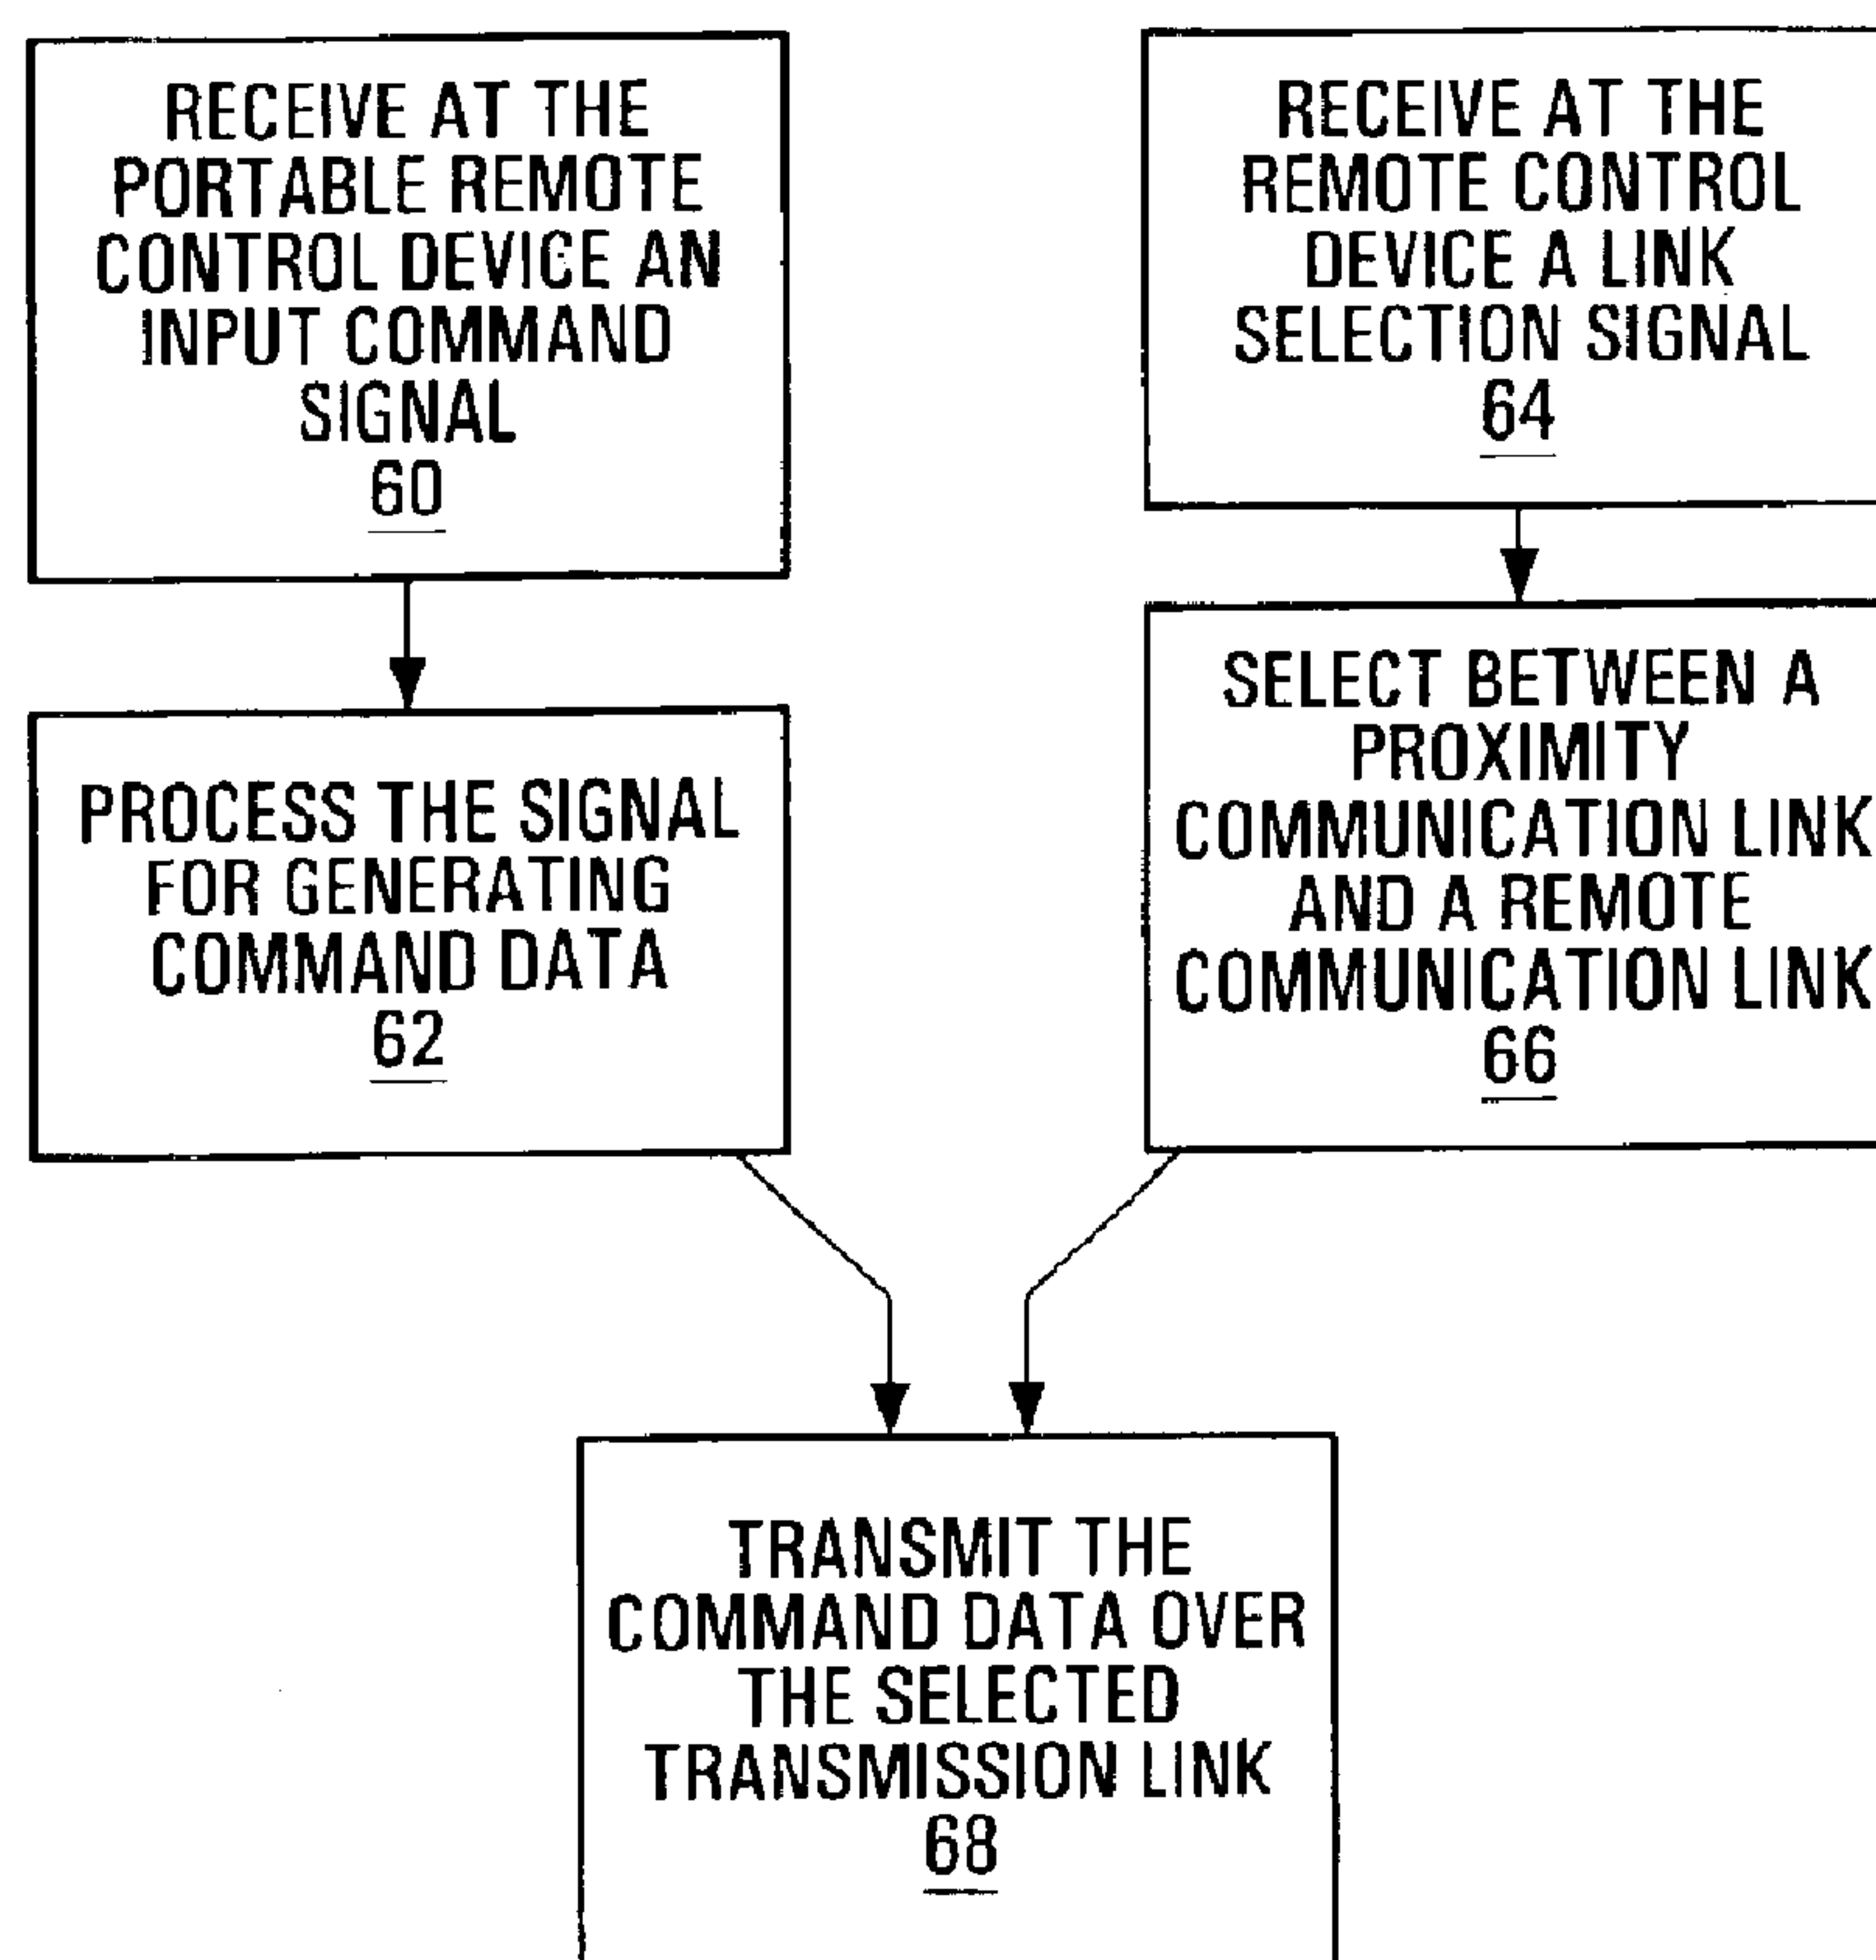 RECEIVE AT THE
PORTABLE REMOTE
CONTROL DEVICE AN
INPUT COMMAND
SIGNAL
60
PROCESS THE SIGNAL
FOR GENERATING
COMMAND DATA
62
RECEIVE AT THE
REMOTE CONTROL
DEVICE A LINK
SELECTION SIGNAL
64
SELECT BETWEEN A
PROXIMITY
COMMUNICATION LINK
AND A REMOTE
COMMUNICATION LINK
66
TRANSMIT THE
COMMAND DATA OVER
THE SELECTED
TRANSMISSION LINK
68